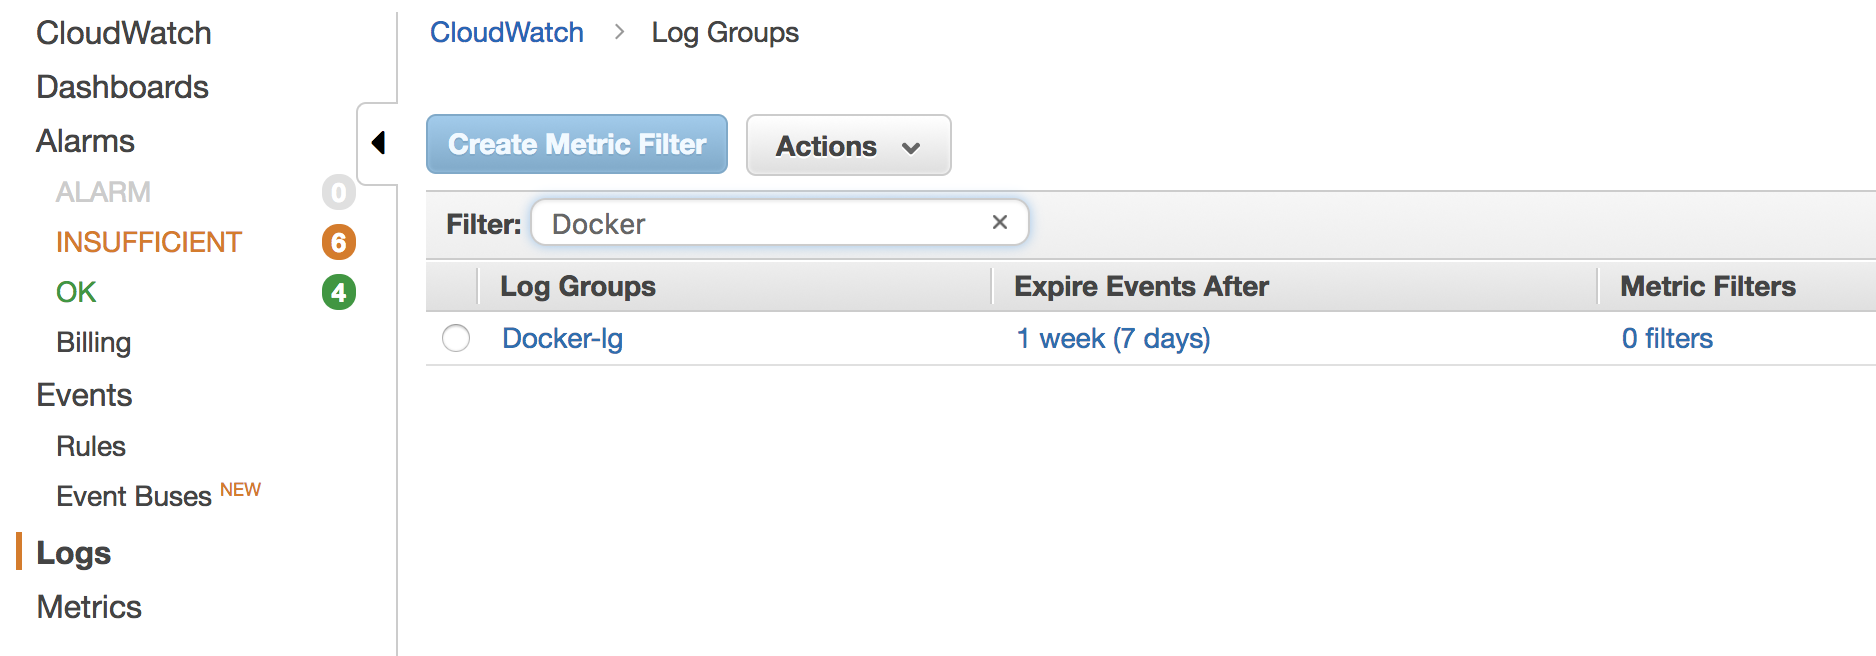 CloudWatch
Dashboards
Alarms
ALARM 0
INSUFFICIENT 6
OK 4
Billing
Events
Rules
Event Buses NEW
Logs
Metrics
CloudWatch > Log Groups
Create Metric Filter Actions
Filter: Docker ×
Log Groups Expire Events After Metric Filters
Docker-lg 1 week (7 days) 0 filters